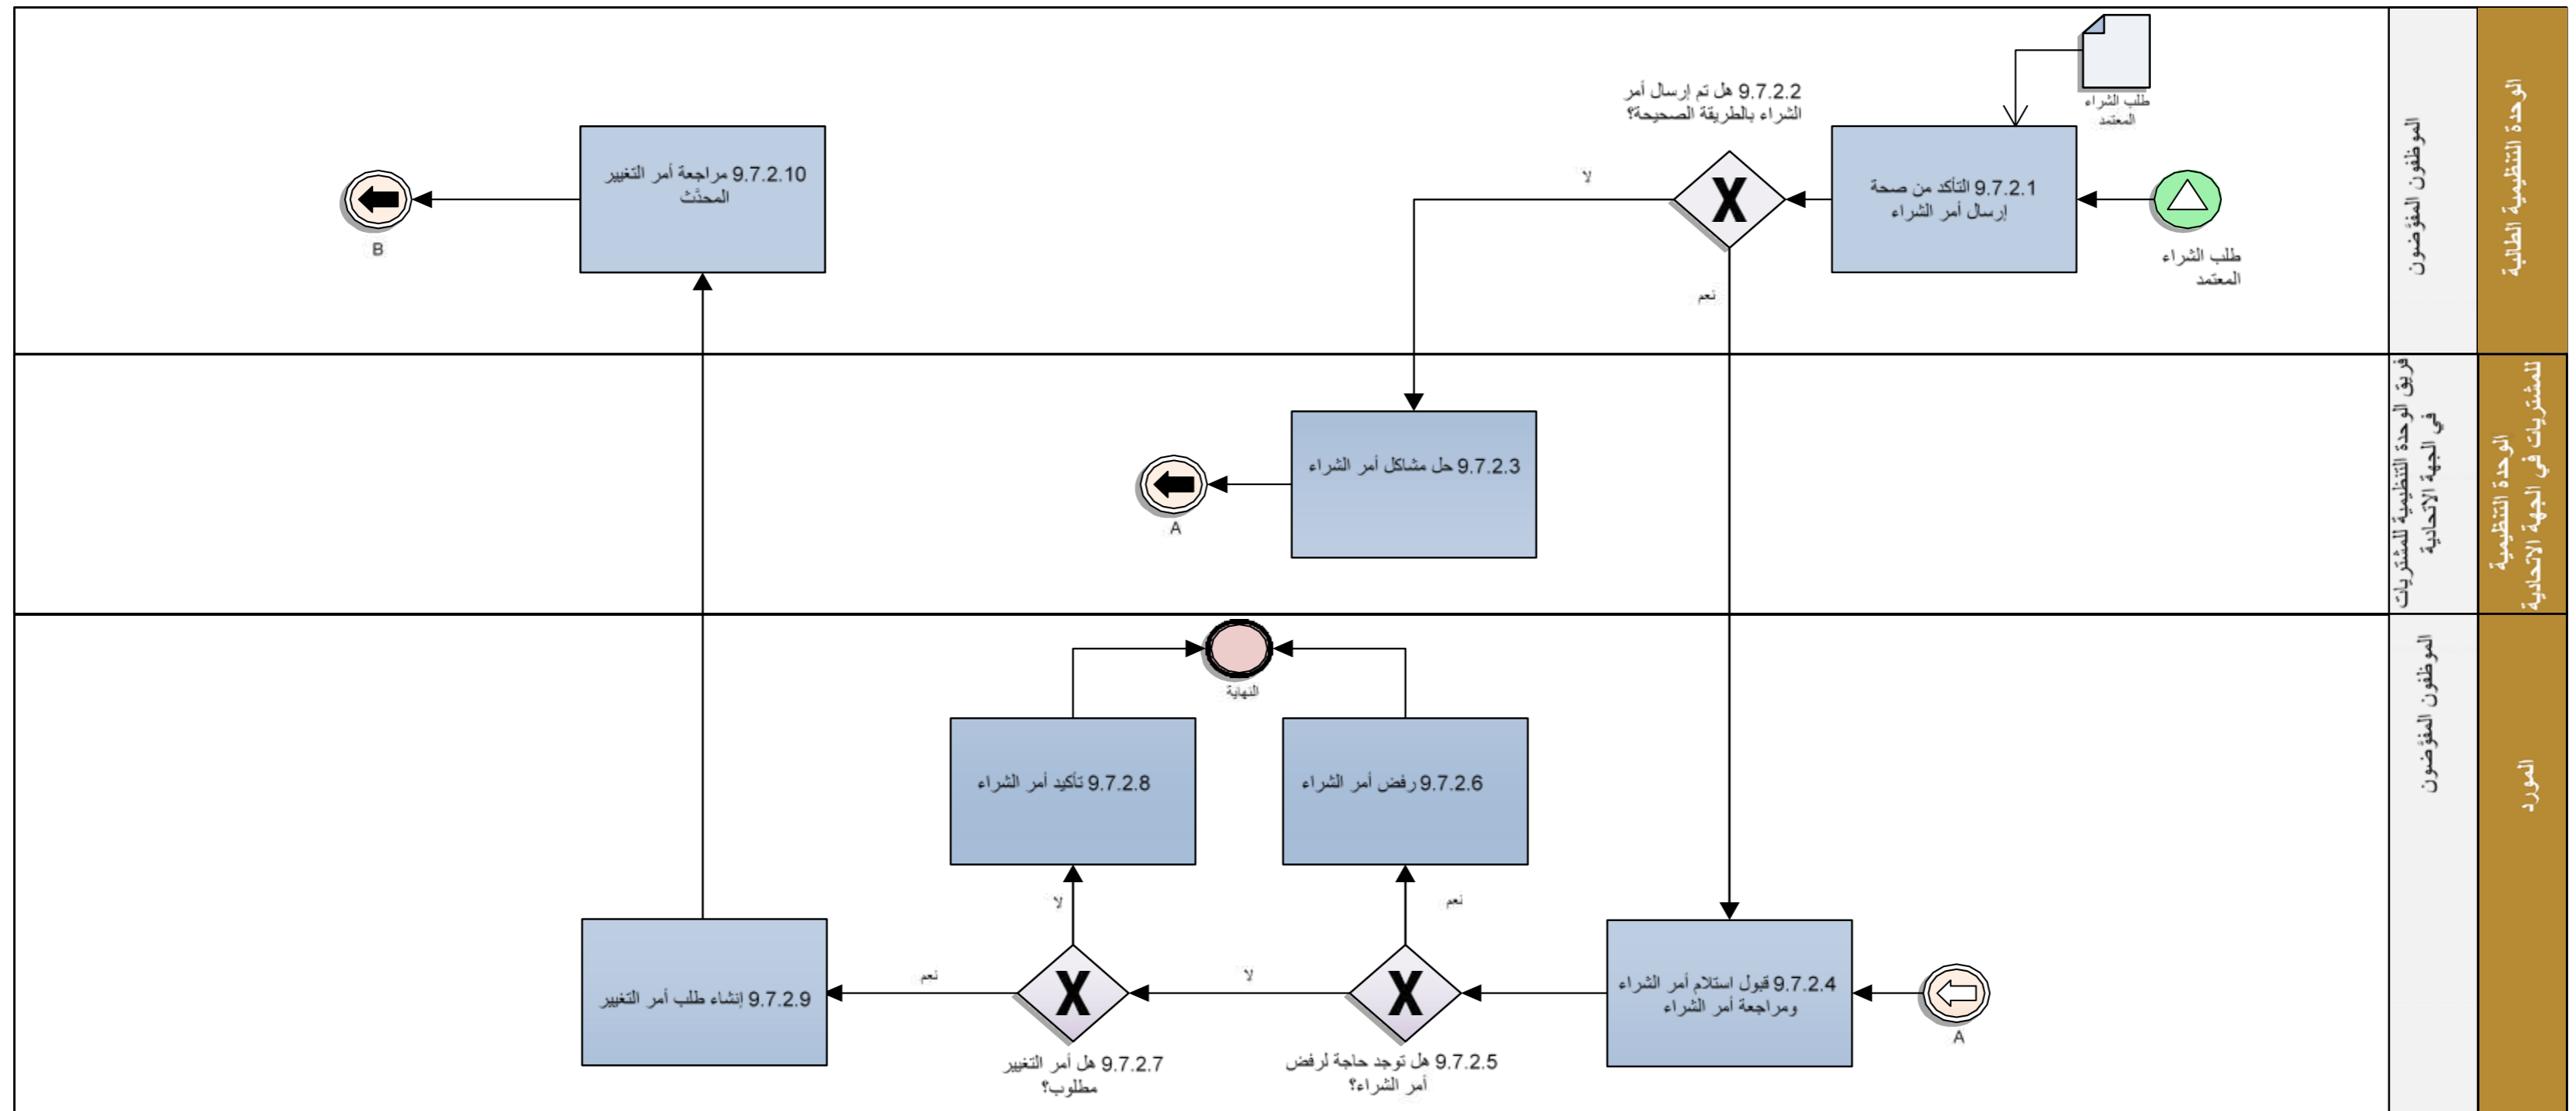 الوحدة التنظيمية الطالبة
الموظفون المفوَّضون
طلب الشراء
المعتمد
طلب الشراء
المعتمد
9.7.2.1 التأكد من صحة
إرسال أمر الشراء
9.7.2.2 هل تم إرسال أمر
الشراء بالطريقة الصحيحة؟
لا
نعم
9.7.2.10 مراجعة أمر التغيير
المحدَّث
B
الوحدة التنظيمية
للمشتريات في الجهة الاتحادية
فريق الوحدة التنظيمية للمشتريات
في الجهة الاتحادية
9.7.2.3 حل مشاكل أمر الشراء
A
المورد
الموظفون المفوَّضون
النهاية
9.7.2.6 رفض أمر الشراء
9.7.2.8 تأكيد أمر الشراء
نعم
لا
A
9.7.2.4 قبول استلام أمر الشراء
ومراجعة أمر الشراء
لا
نعم
9.7.2.9 إنشاء طلب أمر التغيير
9.7.2.5 هل توجد حاجة لرفض
أمر الشراء؟
9.7.2.7 هل أمر التغيير
مطلوب؟